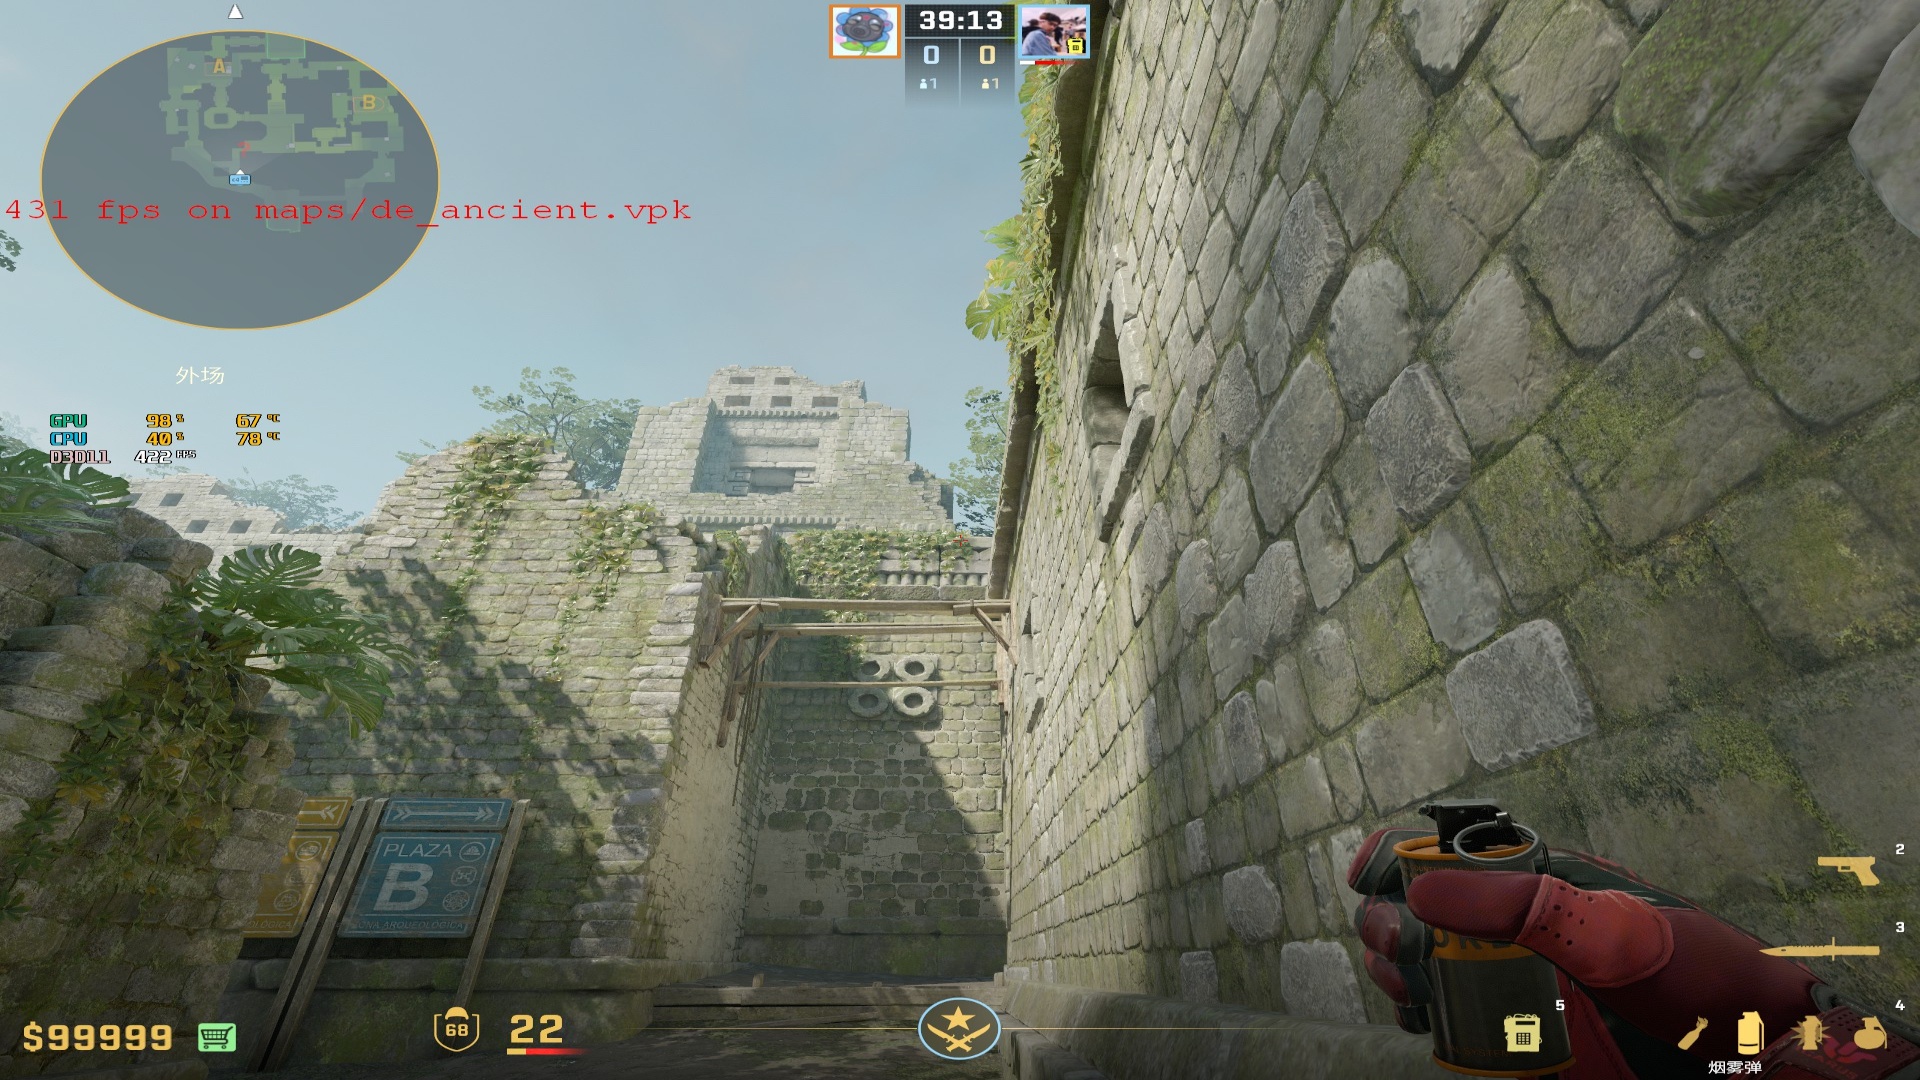 39:13
0 0
1 1
A
B
431 fps on maps/de_ancient.vpk
外场
GPU 98 % 67 °C
CPU 40 % 78 °C
D3D11 422 FPS
PLAZA
B
2
3
5
4
$99999
68
22
烟雾弹